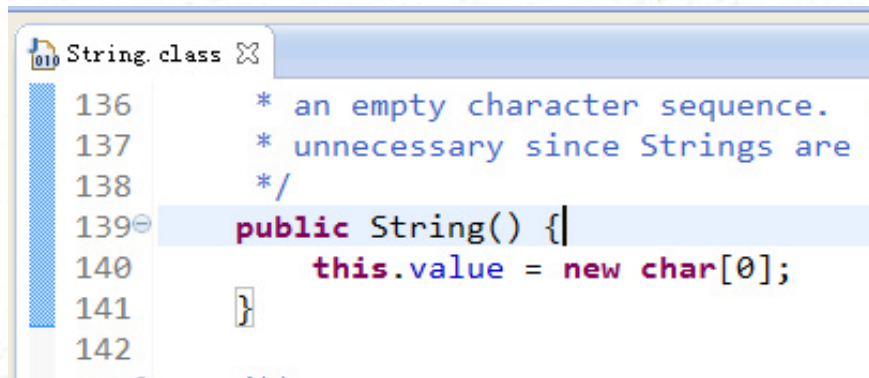 String.class
136 * an empty character sequence.
137 * unnecessary since Strings are
138 */
139 public String() {
140 this.value = new char[0];
141 }
142